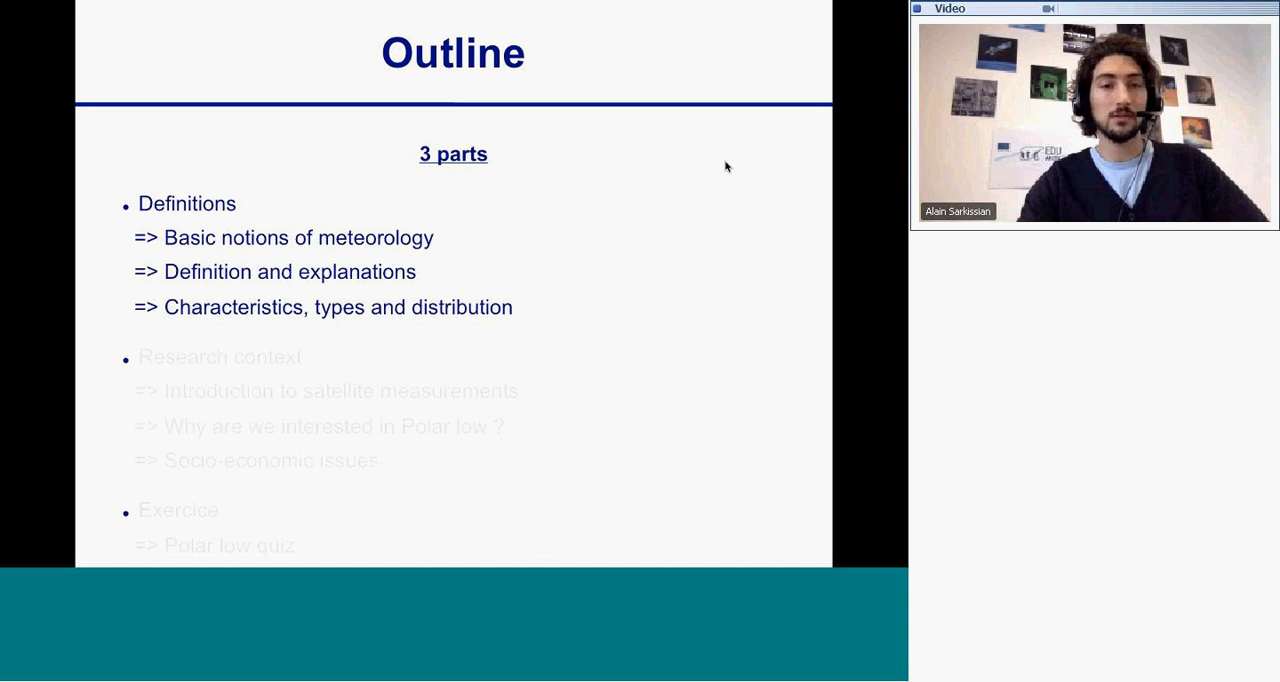 Outline
3 parts
• Definitions
=> Basic notions of meteorology
=> Definition and explanations
=> Characteristics, types and distribution
• Research context
=> Introduction to satellite measurements
=> Why are we interested in Polar low ?
=> Socio-economic issues
• Exercice
=> Polar low quiz
Video
EDU
Alain Sarkissian